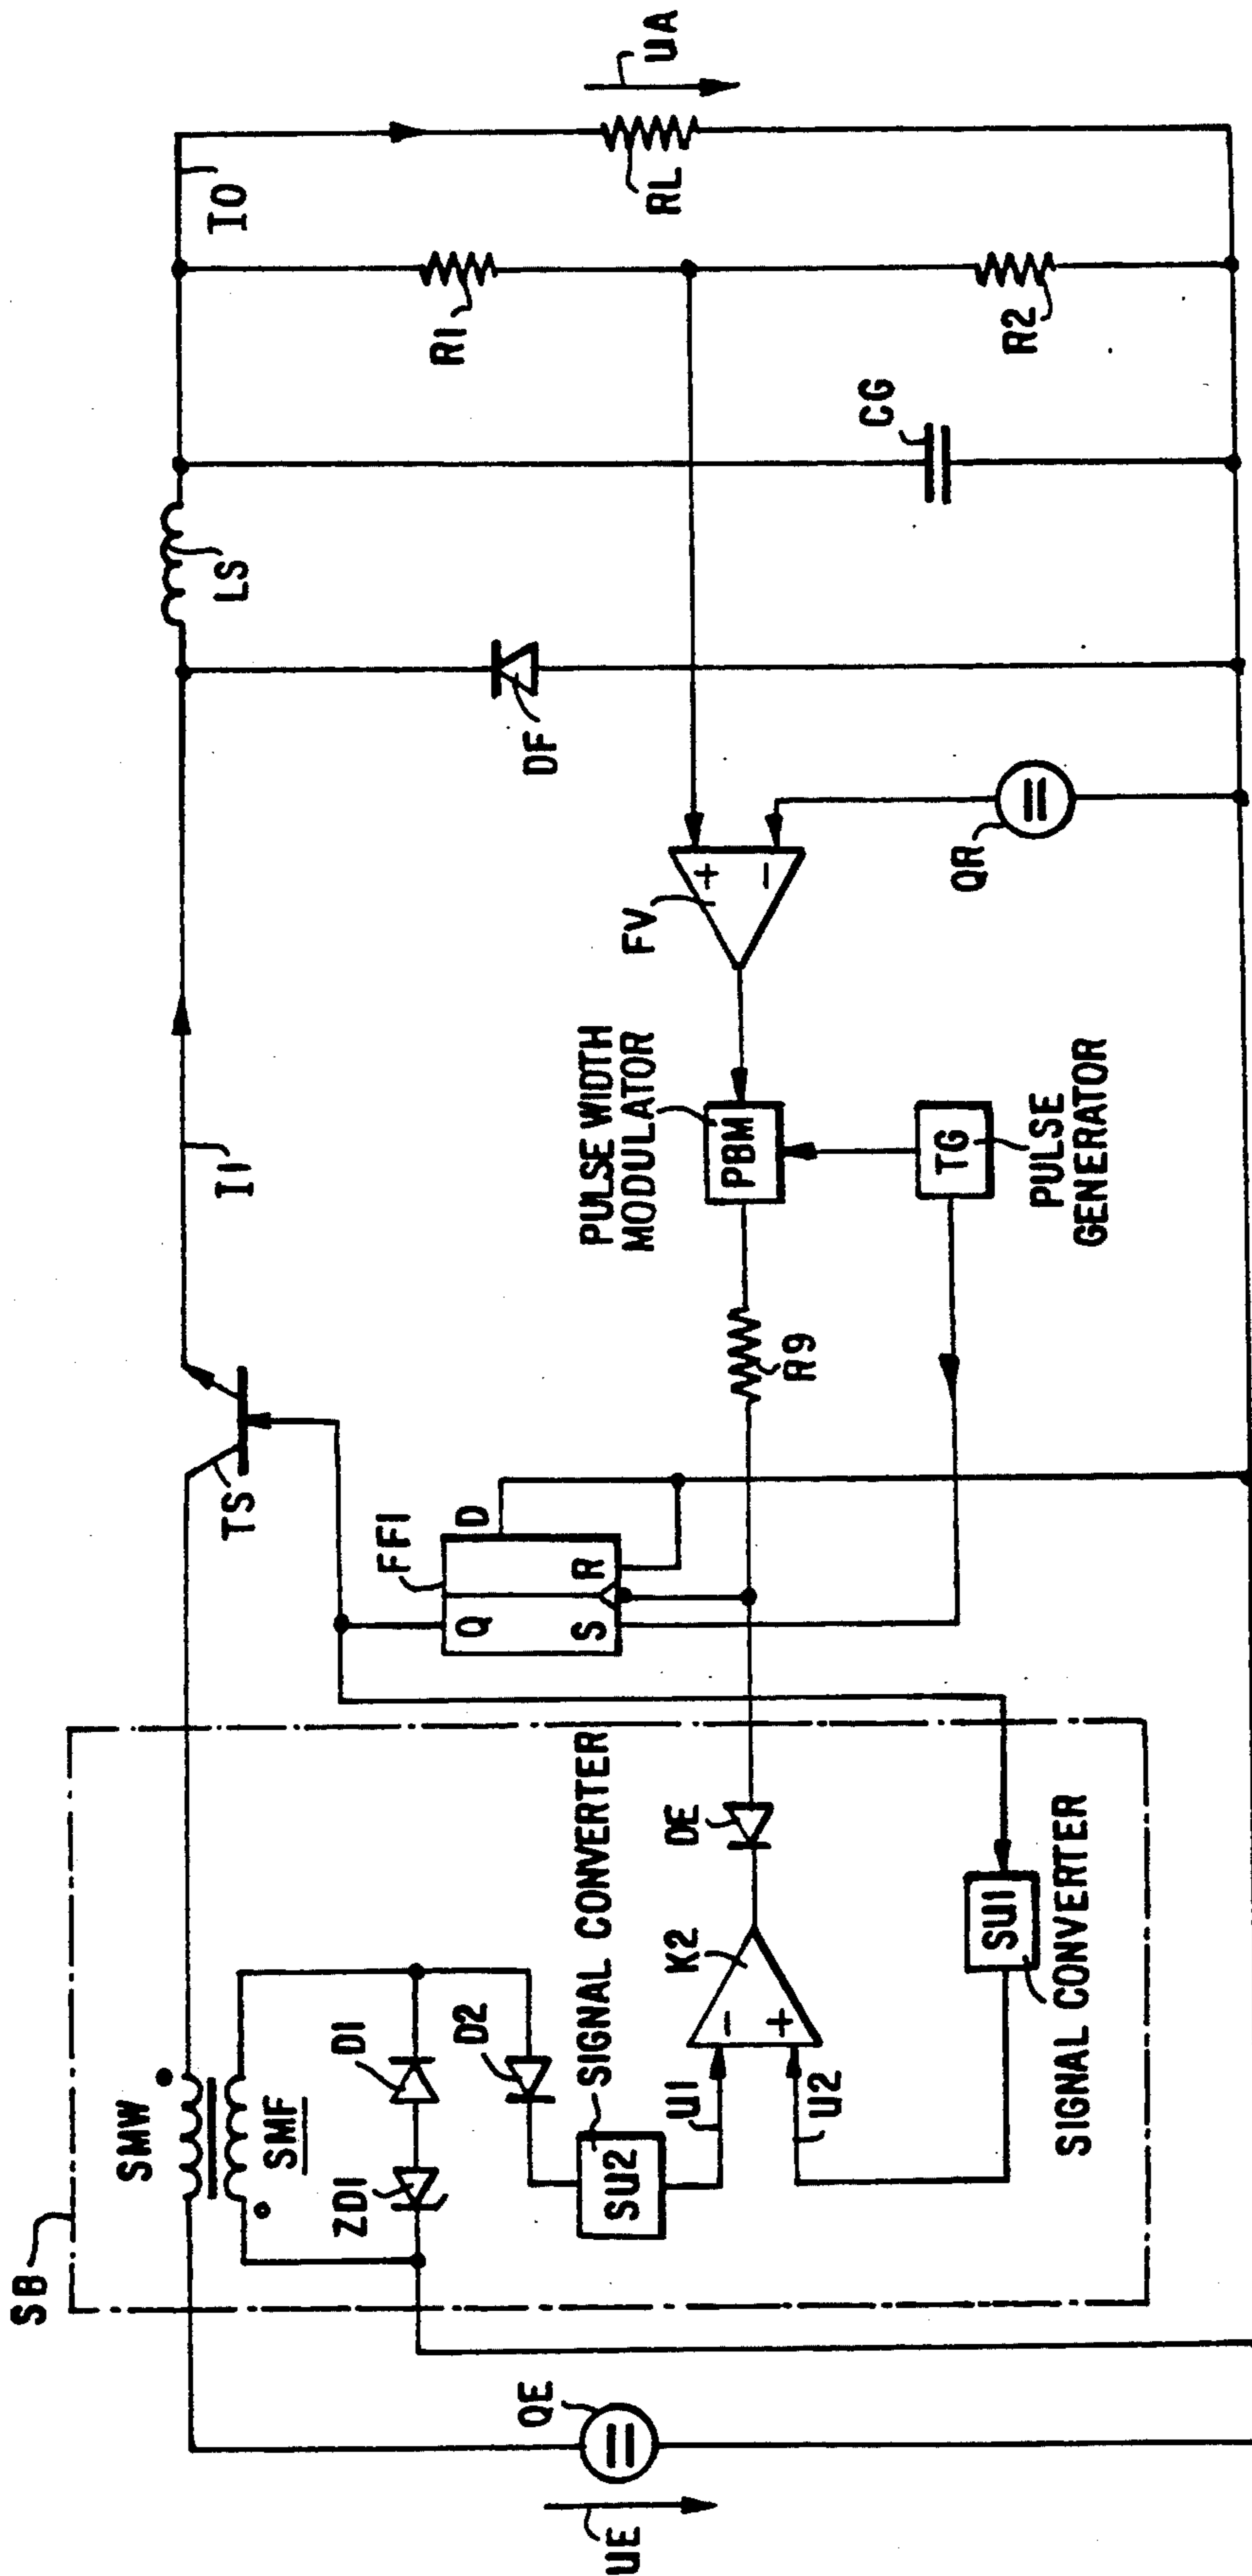 SB
SMW
SMF
ZD1
D1
D2
SU2
SIGNAL CONVERTER
U1
U2
K2
DE
SU1
SIGNAL CONVERTER
UE
QE
TS
FF1
Q
D
S
R
I1
R9
PULSE WIDTH
MODULATOR
PBM
TG
PULSE
GENERATOR
FV
+
−
−
+
QR
DF
LS
CG
R1
R2
I0
RL
UA